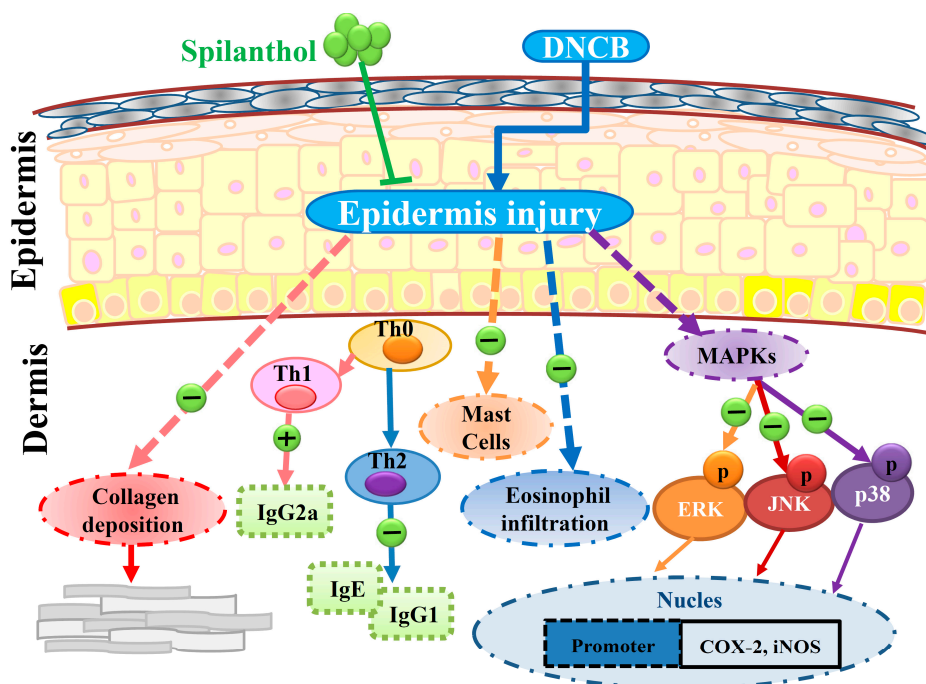 Spilanthol
DNCB
Epidermis
Epidermis injury
Dermis
Th0
Th1
+
IgG2a
Th2
−
IgE
IgG1
−
Collagen
deposition
−
Mast
Cells
−
Eosinophil
infiltration
MAPKs
−
−
−
p
ERK
p
JNK
p
p38
Nucles
Promoter
COX-2, iNOS